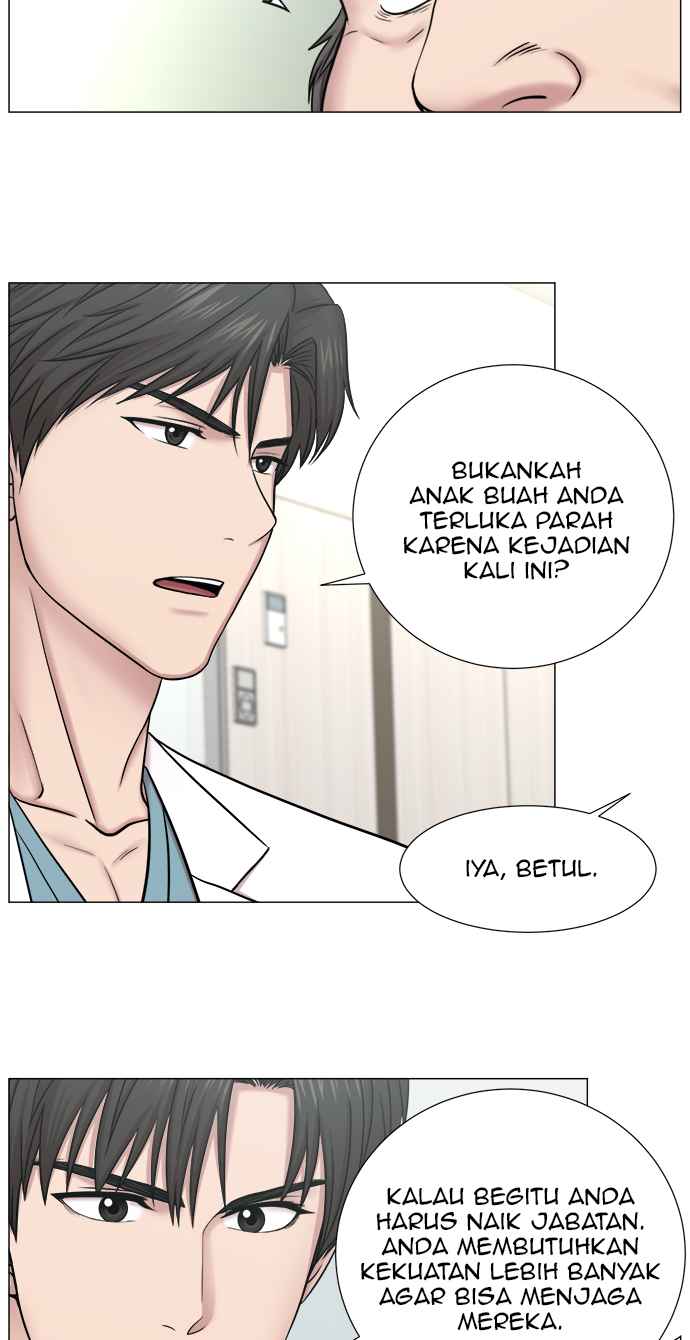 BUKANKAH
ANAK BUAH ANDA
TERLUKA PARAH
KARENA KEJADIAN
KALI INI?
IYA, BETUL.
KALAU BEGITU ANDA
HARUS NAIK JABATAN.
ANDA MEMBUTUHKAN
KEKUATAN LEBIH BANYAK
AGAR BISA MENJAGA
MEREKA.